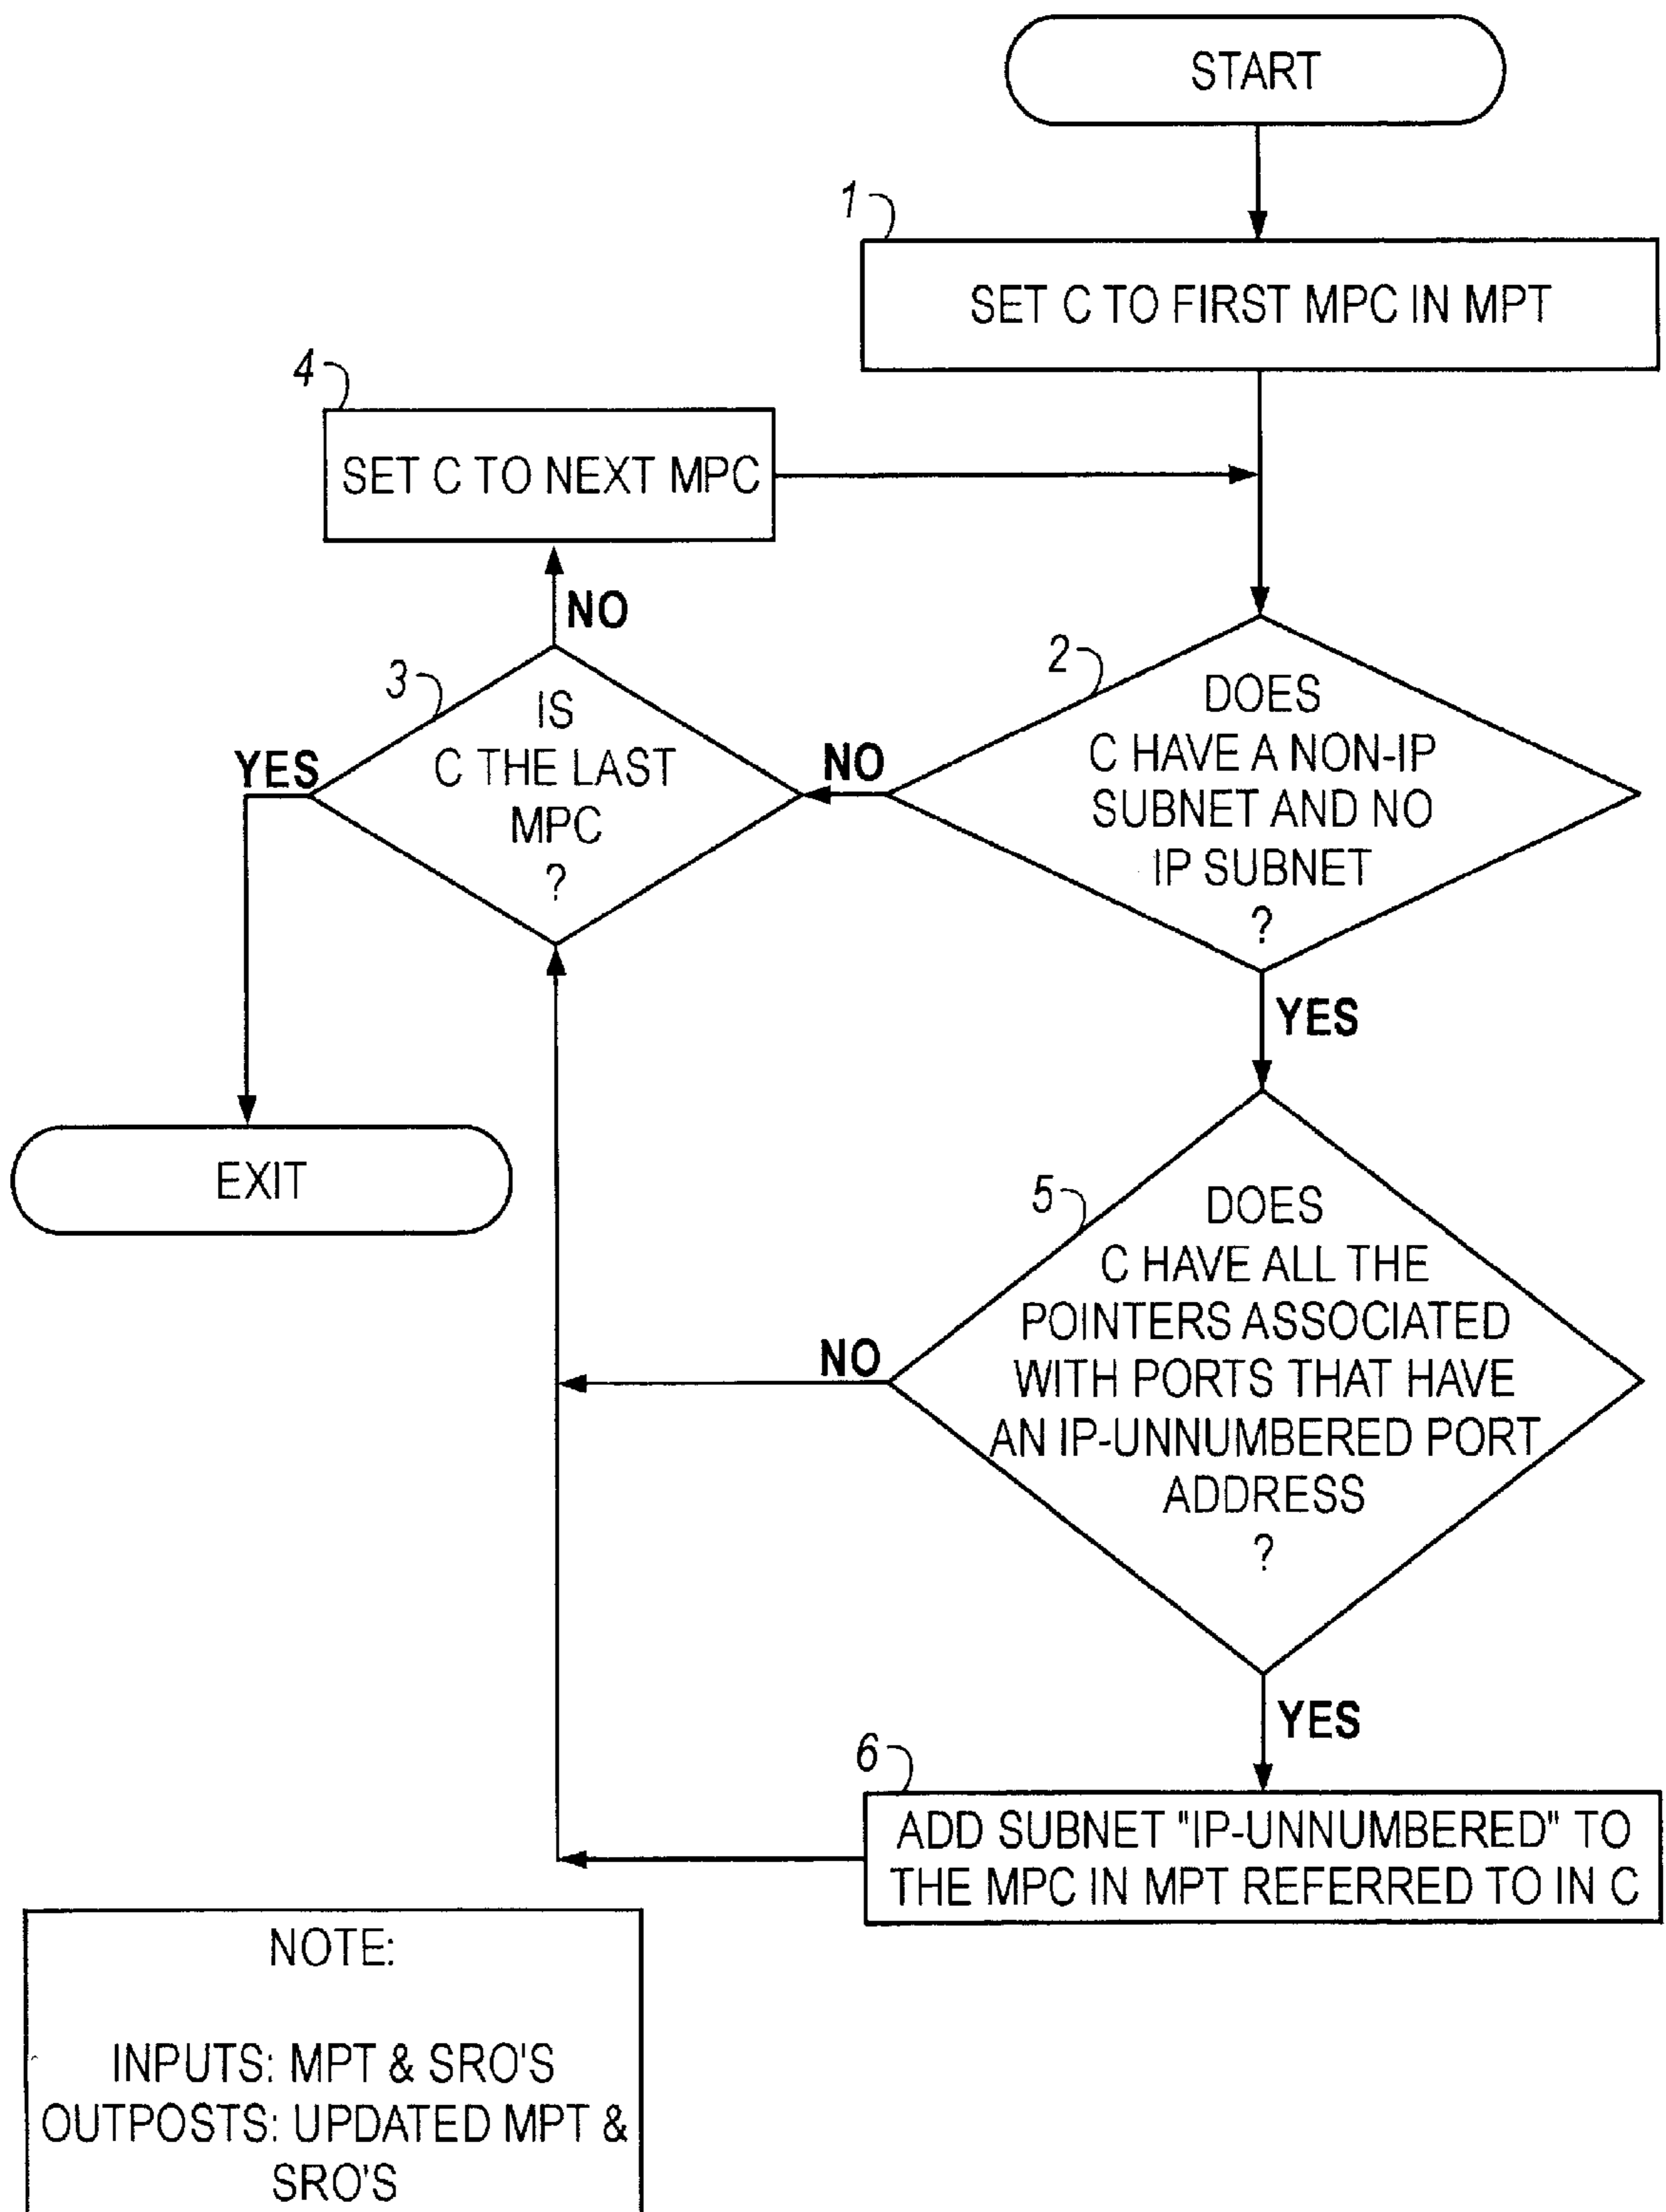 START
1
SET C TO FIRST MPC IN MPT
4
SET C TO NEXT MPC
NO
3
IS
C THE LAST
MPC
?
YES
NO
2
DOES
C HAVE A NON-IP
SUBNET AND NO
IP SUBNET
?
YES
EXIT
5
DOES
C HAVE ALL THE
POINTERS ASSOCIATED
WITH PORTS THAT HAVE
AN IP-UNNUMBERED PORT
ADDRESS
?
NO
YES
6
ADD SUBNET "IP-UNNUMBERED" TO
THE MPC IN MPT REFERRED TO IN C
NOTE:
INPUTS: MPT & SRO'S
OUTPOSTS: UPDATED MPT &
SRO'S